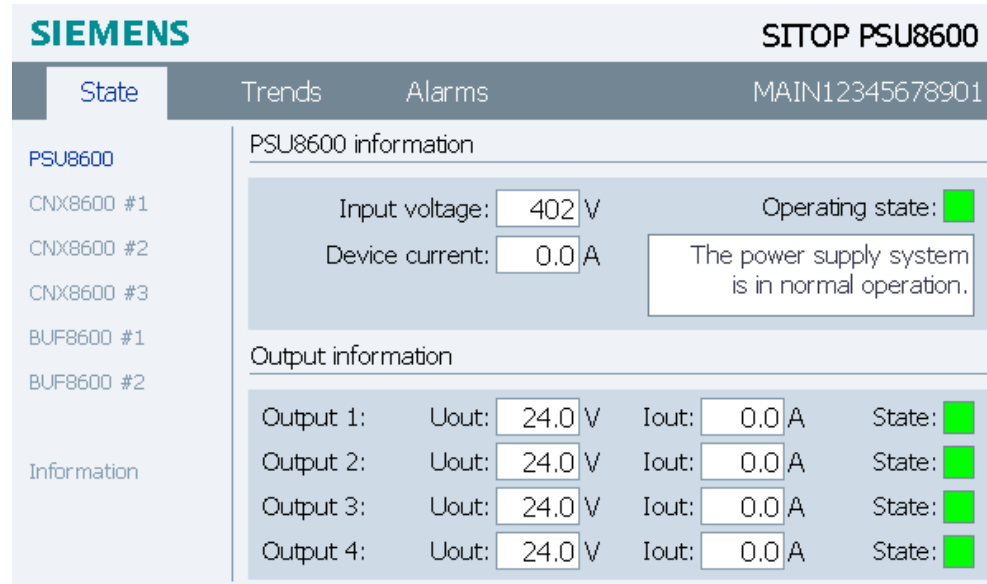 SIEMENS
SITOP PSU8600
State Trends Alarms MAIN12345678901
PSU8600
CNX8600 #1
CNX8600 #2
CNX8600 #3
BUF8600 #1
BUF8600 #2
Information
PSU8600 information
Input voltage: 402 V Operating state:
Device current: 0.0 A
The power supply system
is in normal operation.
Output information
Output 1: Uout: 24.0 V Iout: 0.0 A State:
Output 2: Uout: 24.0 V Iout: 0.0 A State:
Output 3: Uout: 24.0 V Iout: 0.0 A State:
Output 4: Uout: 24.0 V Iout: 0.0 A State: